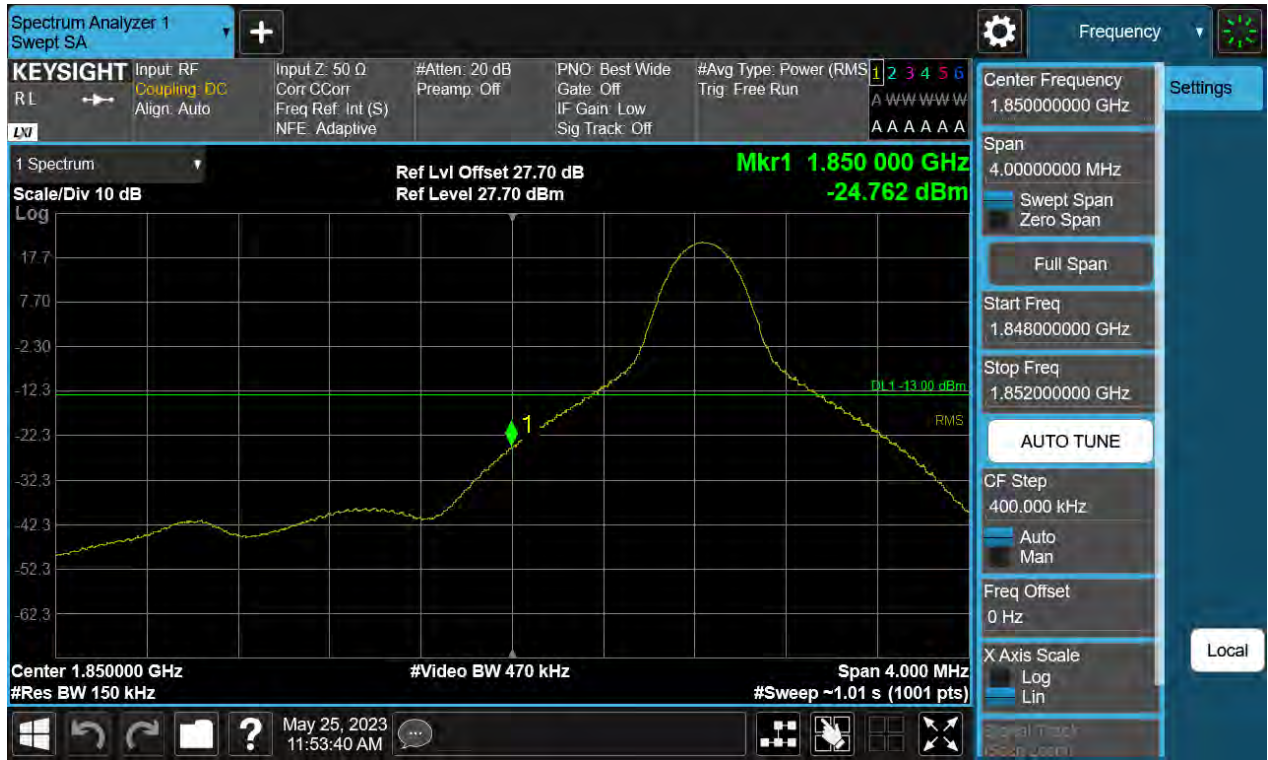 Spectrum Analyzer 1
Swept SA
+
Frequency
KEYSIGHT
RL
LXI
Input: RF
Coupling: DC
Align: Auto
Input Z: 50 Ω
Corr CCorr
Freq Ref: Int (S)
NFE: Adaptive
#Atten: 20 dB
Preamp: Off
PNO: Best Wide
Gate: Off
IF Gain: Low
Sig Track: Off
#Avg Type: Power (RMS
Trig: Free Run
1 2 3 4 5 6
A W W W W W
A A A A A A
1 Spectrum
Scale/Div 10 dB
Ref Lvl Offset 27.70 dB
Ref Level 27.70 dBm
Mkr1 1.850 000 GHz
-24.762 dBm
Log
17.7
7.70
-2.30
-12.3
-22.3
-32.3
-42.3
-52.3
-62.3
DL1 -13.00 dBm
RMS
1
Center 1.850000 GHz
#Res BW 150 kHz
#Video BW 470 kHz
Span 4.000 MHz
#Sweep ~1.01 s (1001 pts)
Center Frequency
1.850000000 GHz
Span
4.00000000 MHz
Swept Span
Zero Span
Full Span
Start Freq
1.848000000 GHz
Stop Freq
1.852000000 GHz
AUTO TUNE
CF Step
400.000 kHz
Auto
Man
Freq Offset
0 Hz
X Axis Scale
Log
Lin
Signal Track
(Span Zoom)
Settings
Local
?
May 25, 2023
11:53:40 AM